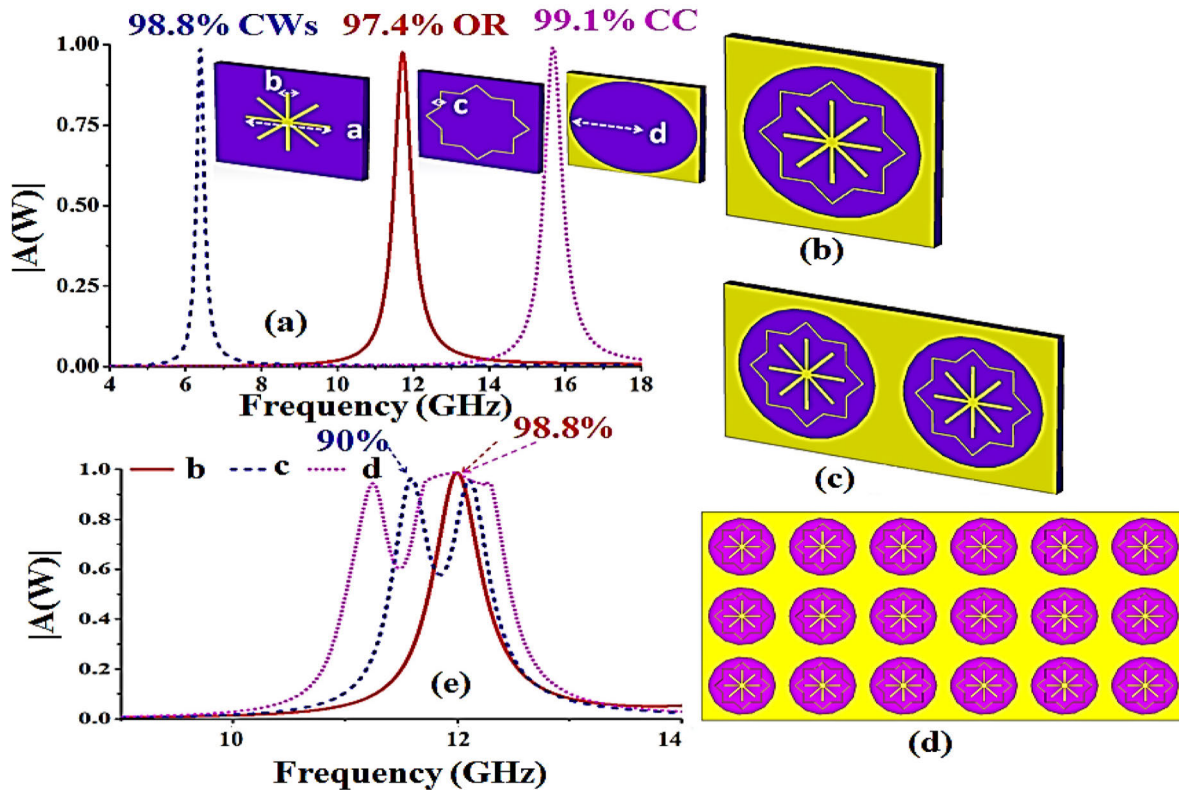 98.8% CWs 97.4% OR 99.1% CC
|A(W)|
1.00
0.75
0.50
0.25
0.00
b
a
c
d
(a)
4 6 8 10 12 14 16 18
Frequency (GHz)
(b)
(c)
(d)
90% 98.8%
b c d
|A(W)|
1.0
0.8
0.6
0.4
0.2
0.0
(e)
10 12 14
Frequency (GHz)